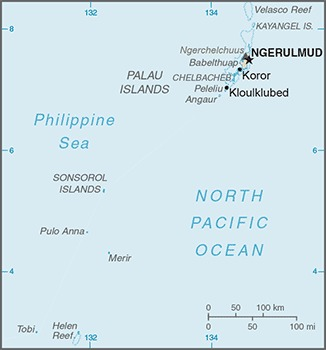 132
134
Velasco Reef
8
KAYANGEL IS.
Ngerchelchuus
NGERULMUD
Babelthuap
PALAU
ISLANDS
CHELBACHEB
Koror
Peleliu
Kloulklubed
Angaur
Philippine
Sea
6
6
SONSOROL
ISLANDS
NORTH
PACIFIC
OCEAN
Pulo Anna
Merir
4
4
0 50 100 km
0 50 100 mi
Tobi
Helen
Reef
132
134